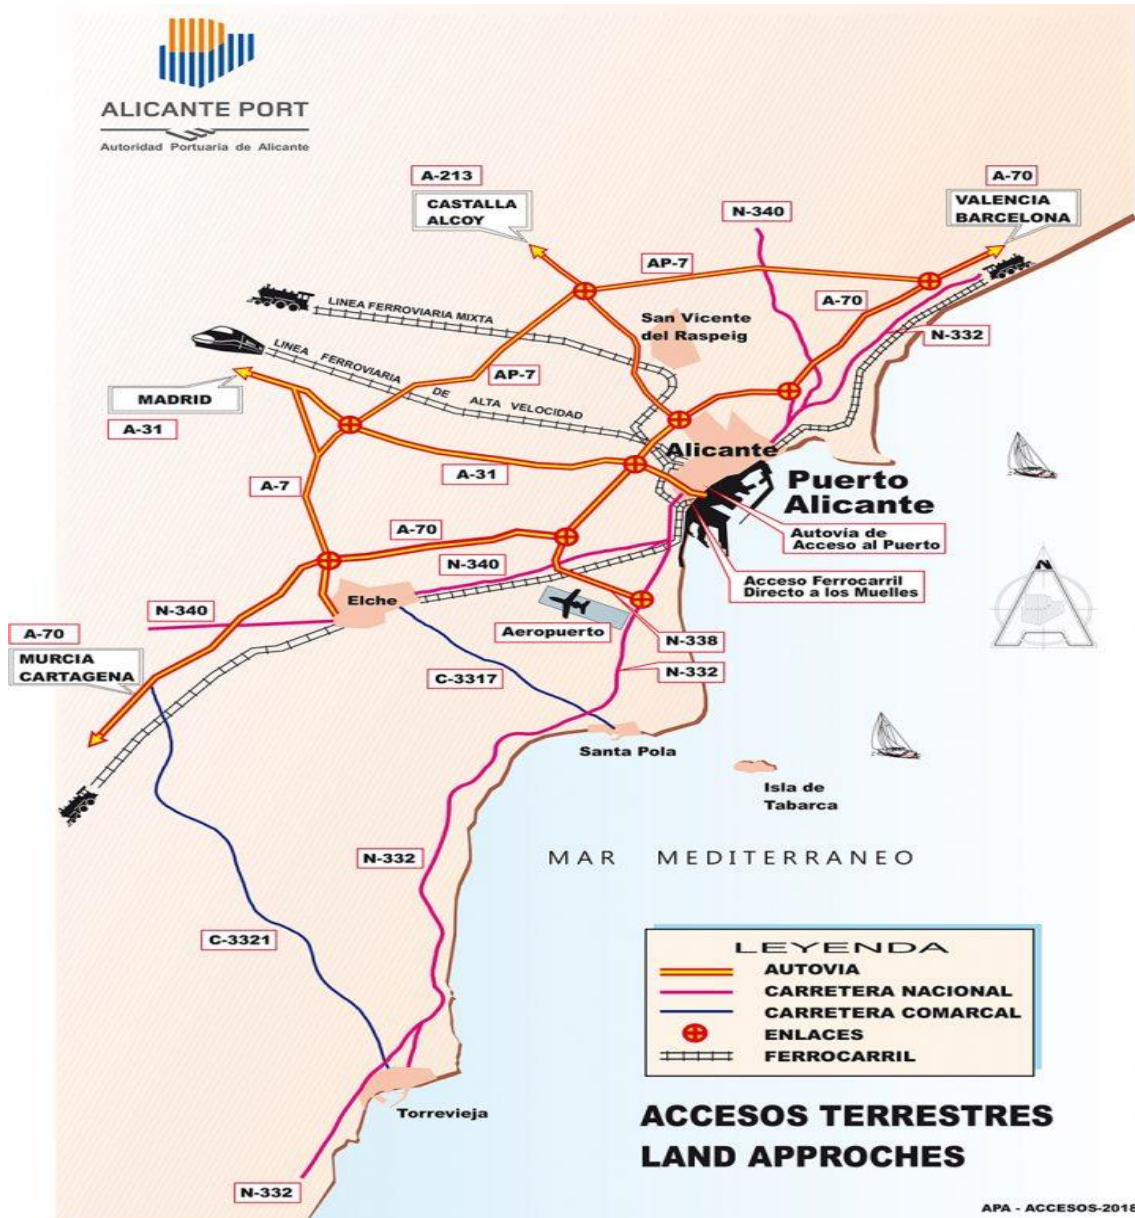 ALICANTE PORT
Autoridad Portuaria de Alicante
A-213
CASTALLA
ALCOY
A-70
VALENCIA
BARCELONA
N-340
AP-7
A-70
LINEA FERROVIARIA MIXTA
San Vicente
del Raspeig
N-332
LINEA FERROVIARIA DE ALTA VELOCIDAD
AP-7
MADRID
A-31
Alicante
A-31
A-7
Puerto
Alicante
A-70
Autovía de
Acceso al Puerto
N-340
Acceso Ferrocarril
Directo a los Muelles
N
Elche
N-340
Aeropuerto
A-70
N-338
MURCIA
CARTAGENA
N-332
C-3317
Santa Pola
Isla de
Tabarca
N-332
MAR MEDITERRANEO
C-3321
LEYENDA
AUTOVIA
CARRETERA NACIONAL
CARRETERA COMARCAL
ENLACES
FERROCARRIL
Torrevieja
ACCESOS TERRESTRES
LAND APPROCHES
N-332
APA - ACCESOS-2018